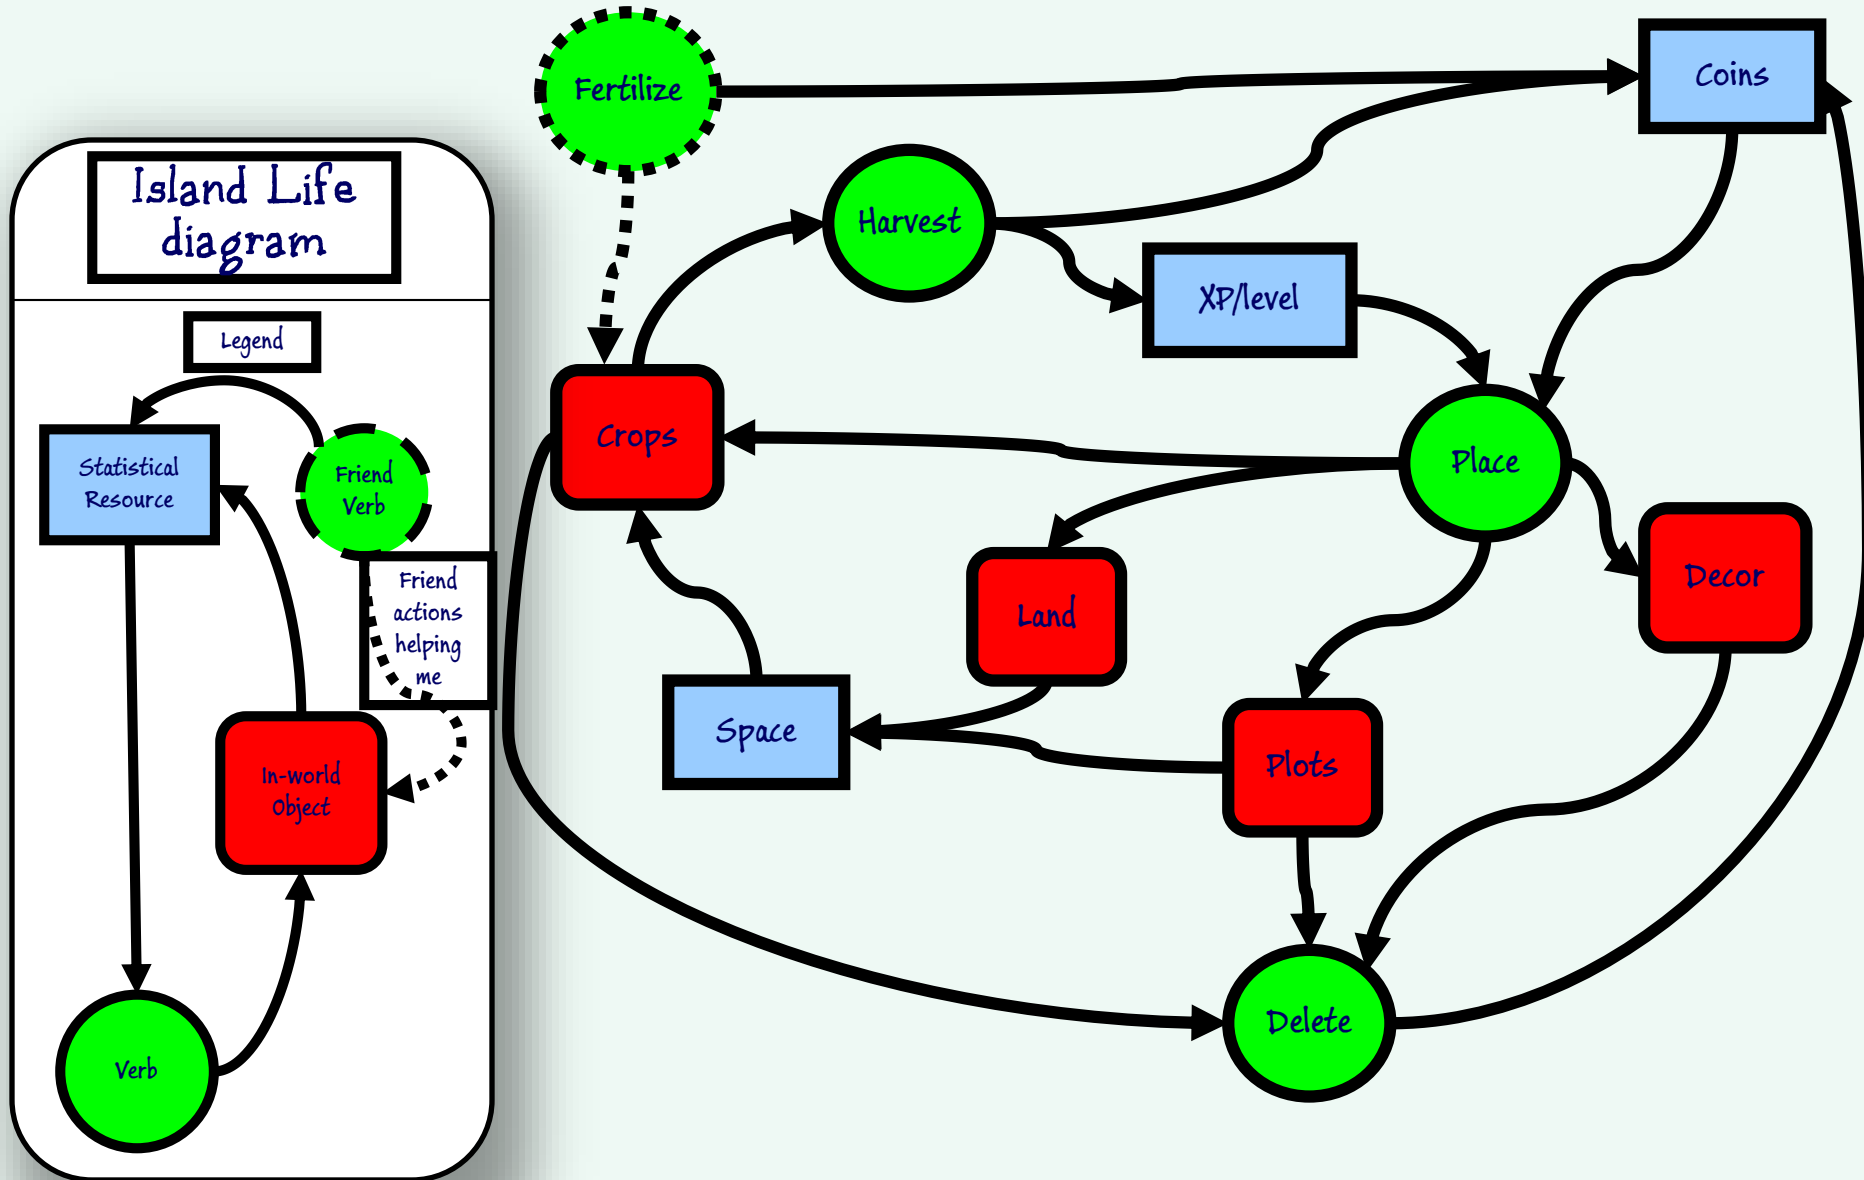 Island Life
diagram
Legend
Statistical
Resource
Friend
Verb
Friend
actions
helping
me
In-world
Object
Verb
Fertilize
Coins
Harvest
XP/level
Crops
Place
Decor
Land
Space
Plots
Delete